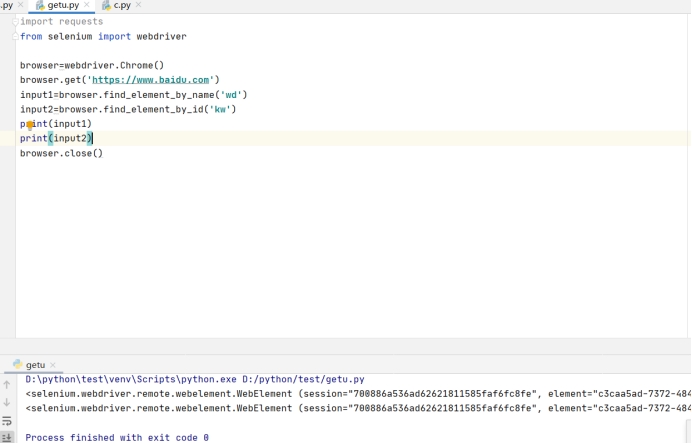 .py getu.py c.py
import requests
from selenium import webdriver
browser=webdriver.Chrome()
browser.get('https://www.baidu.com')
input1=browser.find_element_by_name('wd')
input2=browser.find_element_by_id('kw')
print(input1)
print(input2)
browser.close()
getu
D:\python\test\venv\Scripts\python.exe D:/python/test/getu.py
<selenium.webdriver.remote.webelement.WebElement (session="700886a536ad62621811585faf6fc8fe", element="c3caa5ad-7372-484
<selenium.webdriver.remote.webelement.WebElement (session="700886a536ad62621811585faf6fc8fe", element="c3caa5ad-7372-484
Process finished with exit code 0